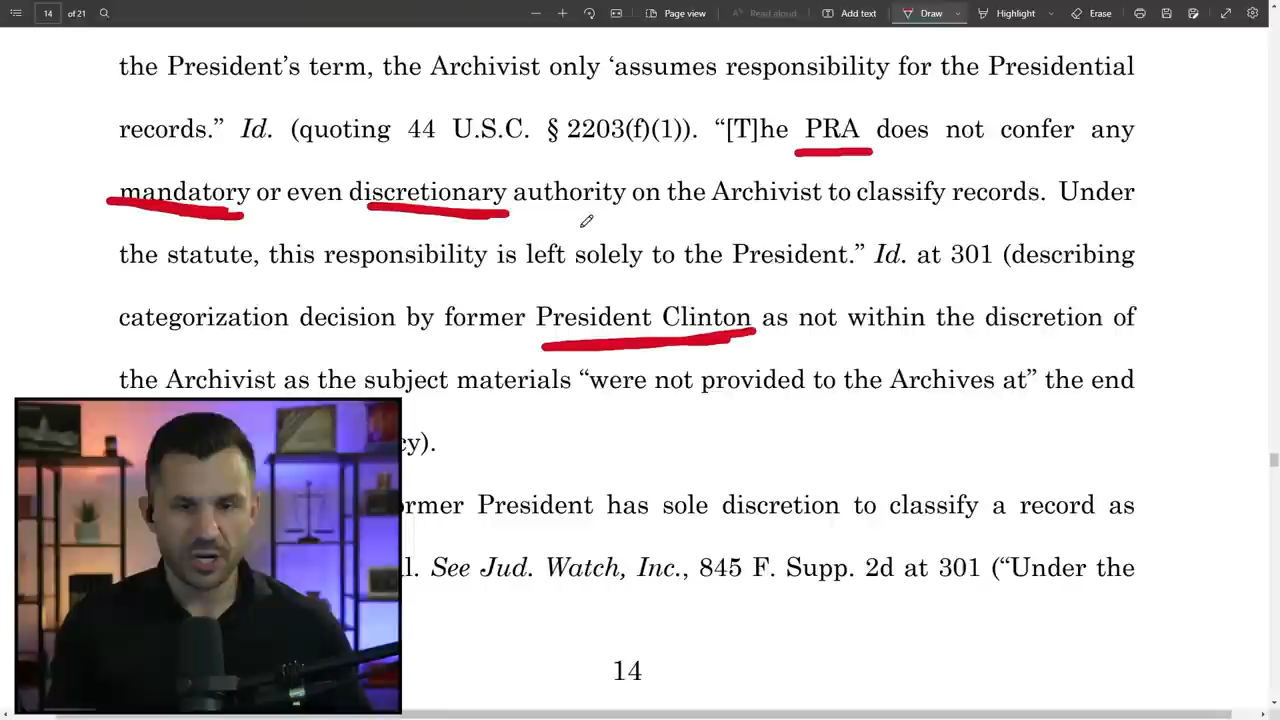 14 of 21
Page view
Read aloud
Add text
Draw
Highlight
Erase
the President's term, the Archivist only ‘assumes responsibility for the Presidential
records.” Id. (quoting 44 U.S.C. § 2203(f)(1)). “[T]he PRA does not confer any
mandatory or even discretionary authority on the Archivist to classify records. Under
the statute, this responsibility is left solely to the President.” Id. at 301 (describing
categorization decision by former President Clinton as not within the discretion of
the Archivist as the subject materials “were not provided to the Archives at” the end
cy).
rmer President has sole discretion to classify a record as
l. See Jud. Watch, Inc., 845 F. Supp. 2d at 301 (“Under the
14